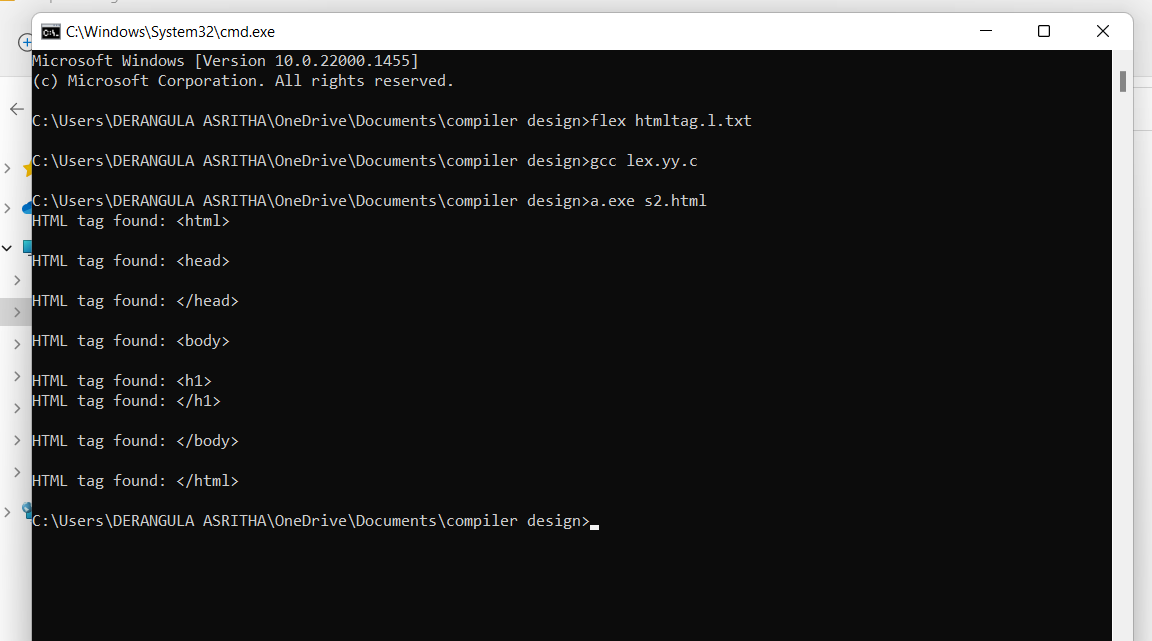 C:\Windows\System32\cmd.exe
Microsoft Windows [Version 10.0.22000.1455]
(c) Microsoft Corporation. All rights reserved.
C:\Users\DERANGULA ASRITHA\OneDrive\Documents\compiler design>flex htmltag.l.txt
C:\Users\DERANGULA ASRITHA\OneDrive\Documents\compiler design>gcc lex.yy.c
C:\Users\DERANGULA ASRITHA\OneDrive\Documents\compiler design>a.exe s2.html
HTML tag found: <html>
HTML tag found: <head>
HTML tag found: </head>
HTML tag found: <body>
HTML tag found: <h1>
HTML tag found: </h1>
HTML tag found: </body>
HTML tag found: </html>
C:\Users\DERANGULA ASRITHA\OneDrive\Documents\compiler design>